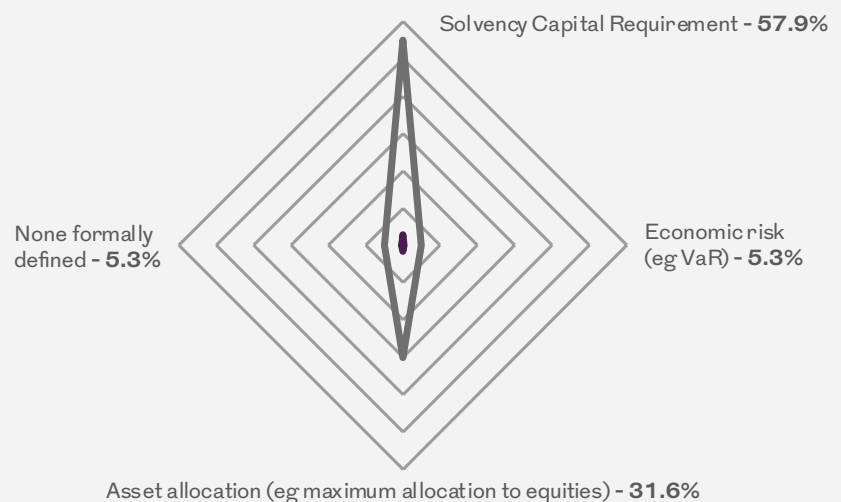 Solvency Capital Requirement - 57.9%
None formally
defined - 5.3%
Economic risk
(eg VaR) - 5.3%
Asset allocation (eg maximum allocation to equities) - 31.6%